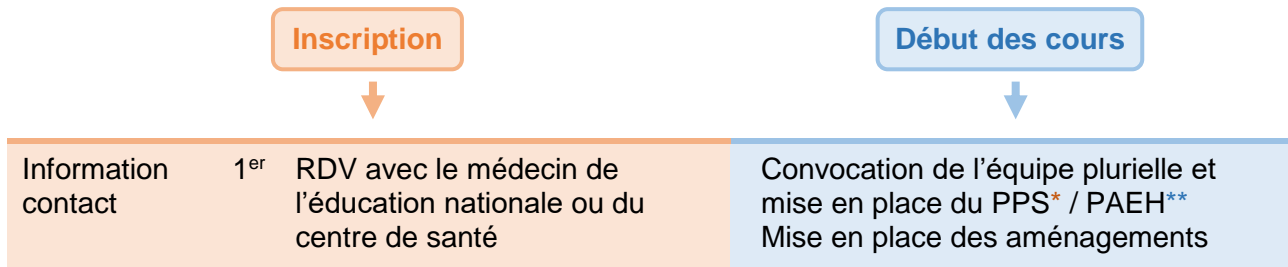 Inscription
Début des cours
Information 1er
contact
RDV avec le médecin de
l’éducation nationale ou du
centre de santé
Convocation de l’équipe plurielle et
mise en place du PPS* / PAEH**
Mise en place des aménagements